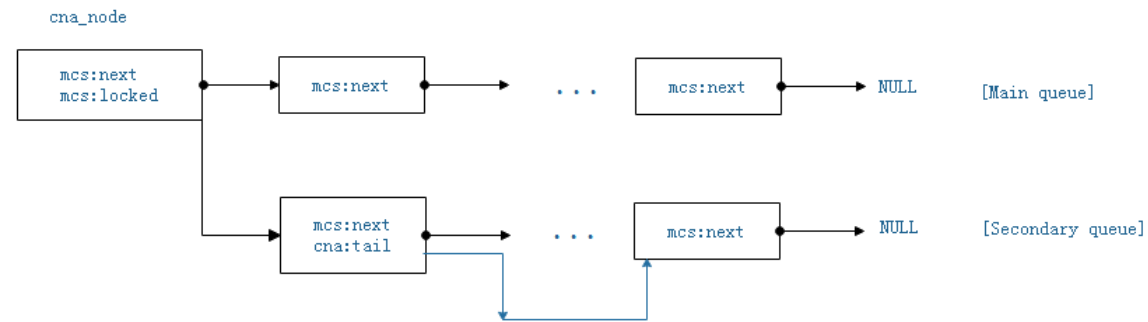 cna_node
mcs:next
mcs:locked
mcs:next
...
mcs:next
NULL
[Main queue]
mcs:next
cna:tail
...
mcs:next
NULL
[Secondary queue]